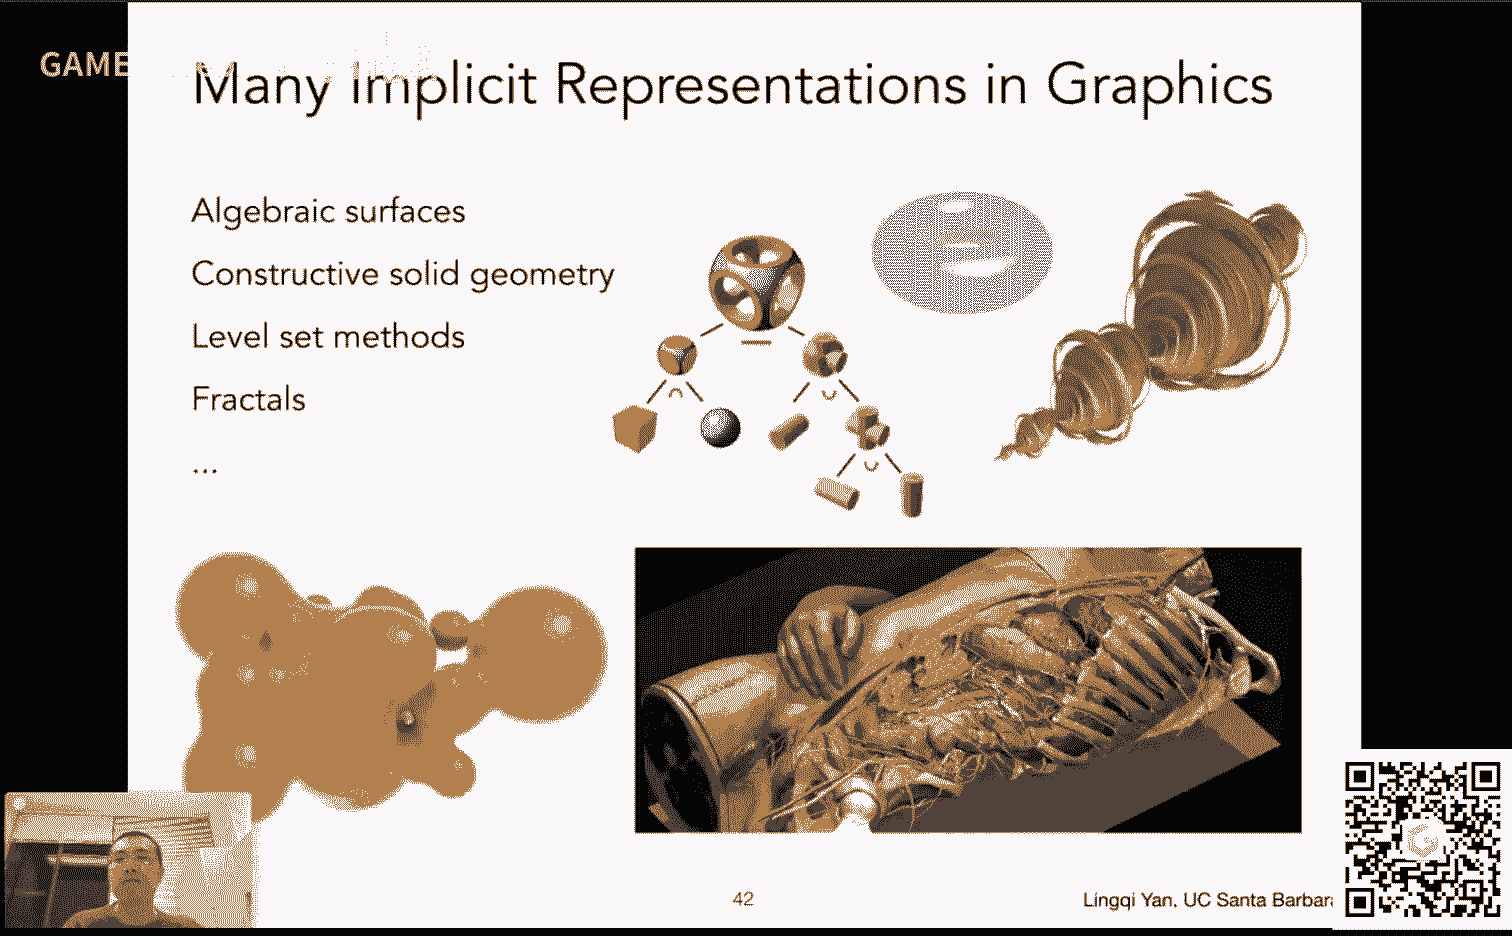 GAME
Many Implicit Representations in Graphics
Algebraic surfaces
Constructive solid geometry
Level set methods
Fractals
...
42
Lingqi Yan, UC Santa Barbara